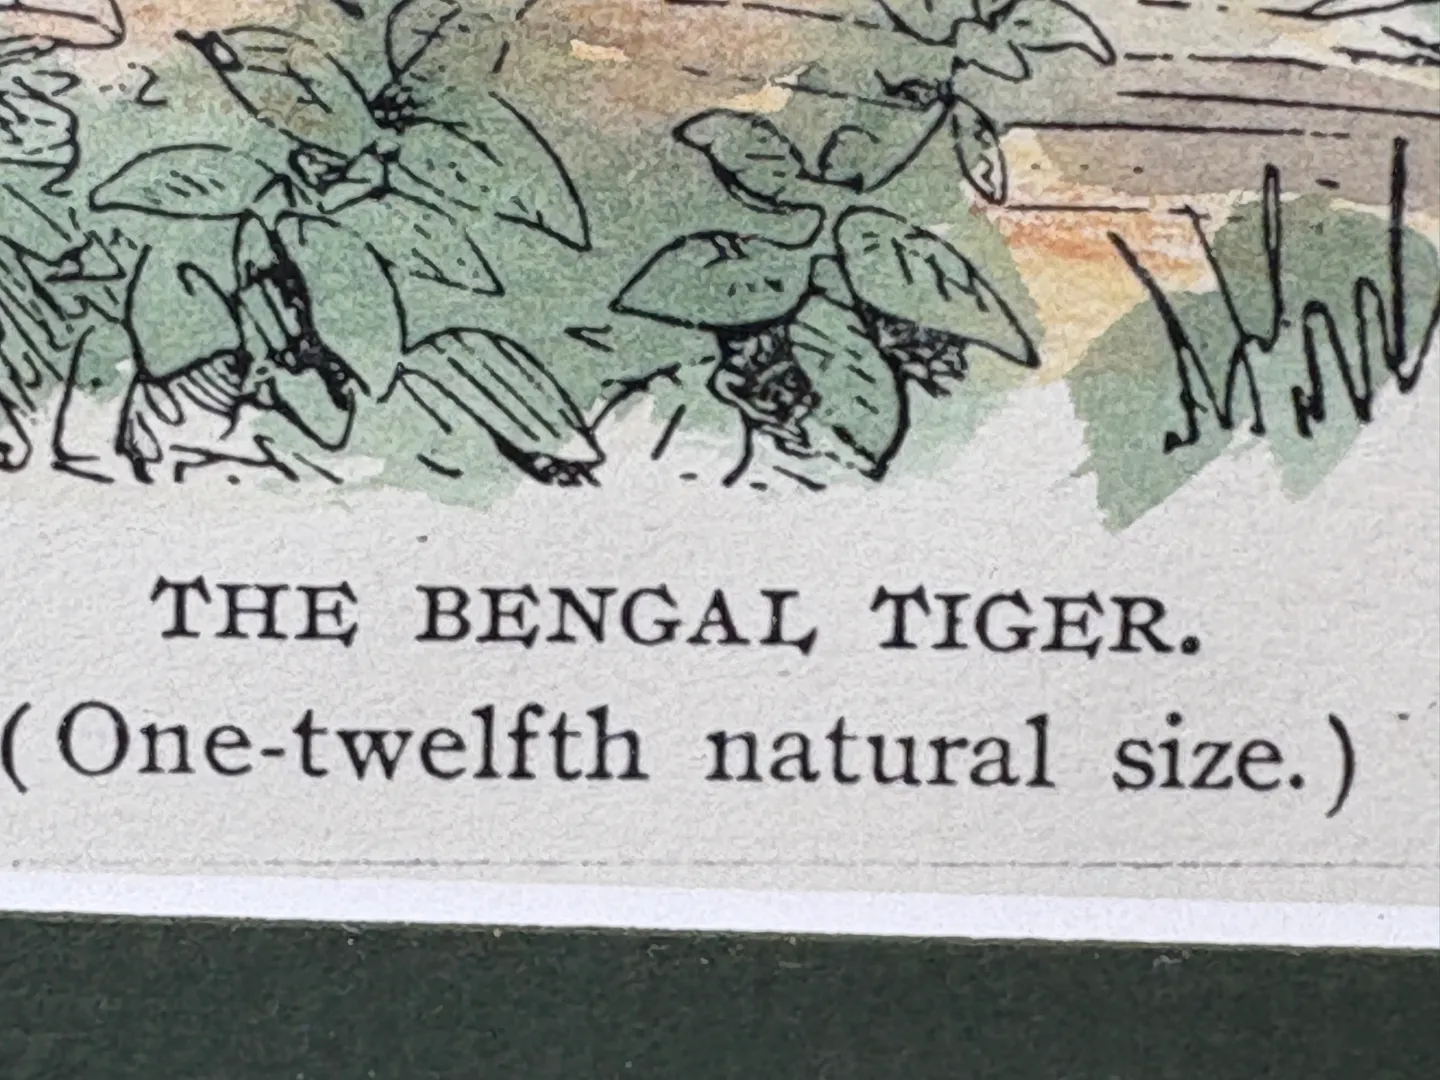 THE BENGAL TIGER.
(One-twelfth natural size.)